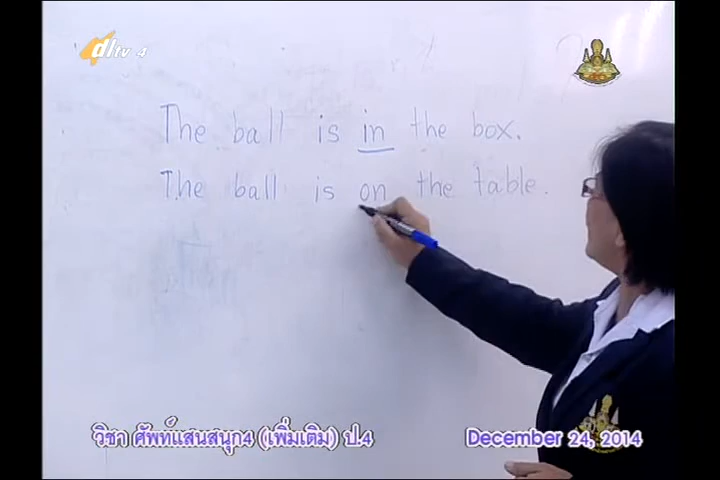 dltv 4
The ball is in the box.
The ball is on the table.
วิชา ศัพท์แสนสนุก4 (เพิ่มเติม) ป.4
December 24, 2014